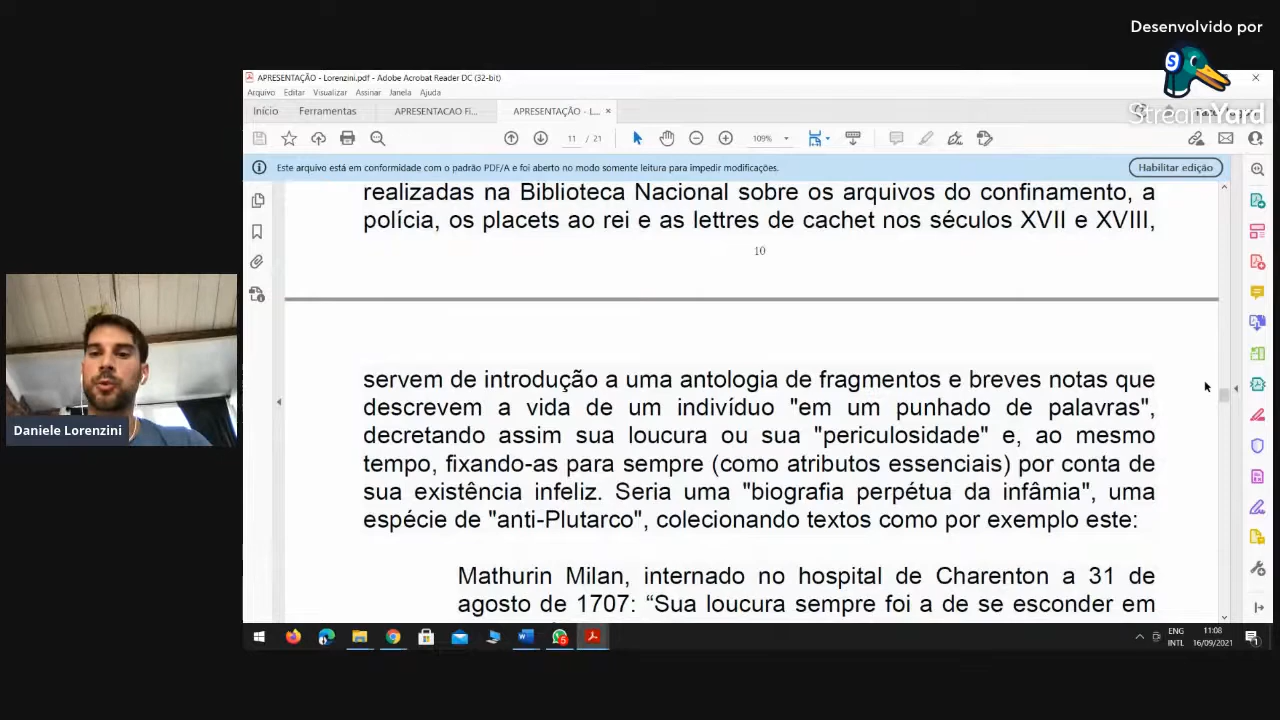 Desenvolvido por
StreamYard
APRESENTAÇÃO - Lorenzini.pdf - Adobe Acrobat Reader DC (32-bit)
Arquivo Editar Visualizar Assinar Janela Ajuda
Início Ferramentas APRESENTACAO Fi... APRESENTAÇÃO - L...
11 / 21 109%
Este arquivo está em conformidade com o padrão PDF/A e foi aberto no modo somente leitura para impedir modificações.
Habilitar edição
realizadas na Biblioteca Nacional sobre os arquivos do confinamento, a
polícia, os placets ao rei e as lettres de cachet nos séculos XVII e XVIII,
10
servem de introdução a uma antologia de fragmentos e breves notas que
descrevem a vida de um indivíduo "em um punhado de palavras",
decretando assim sua loucura ou sua "periculosidade" e, ao mesmo
tempo, fixando-as para sempre (como atributos essenciais) por conta de
sua existência infeliz. Seria uma "biografia perpétua da infâmia", uma
espécie de "anti-Plutarco", colecionando textos como por exemplo este:
Mathurin Milan, internado no hospital de Charenton a 31 de
agosto de 1707: “Sua loucura sempre foi a de se esconder em
Daniele Lorenzini
ENG
INTL
11:08
16/09/2021